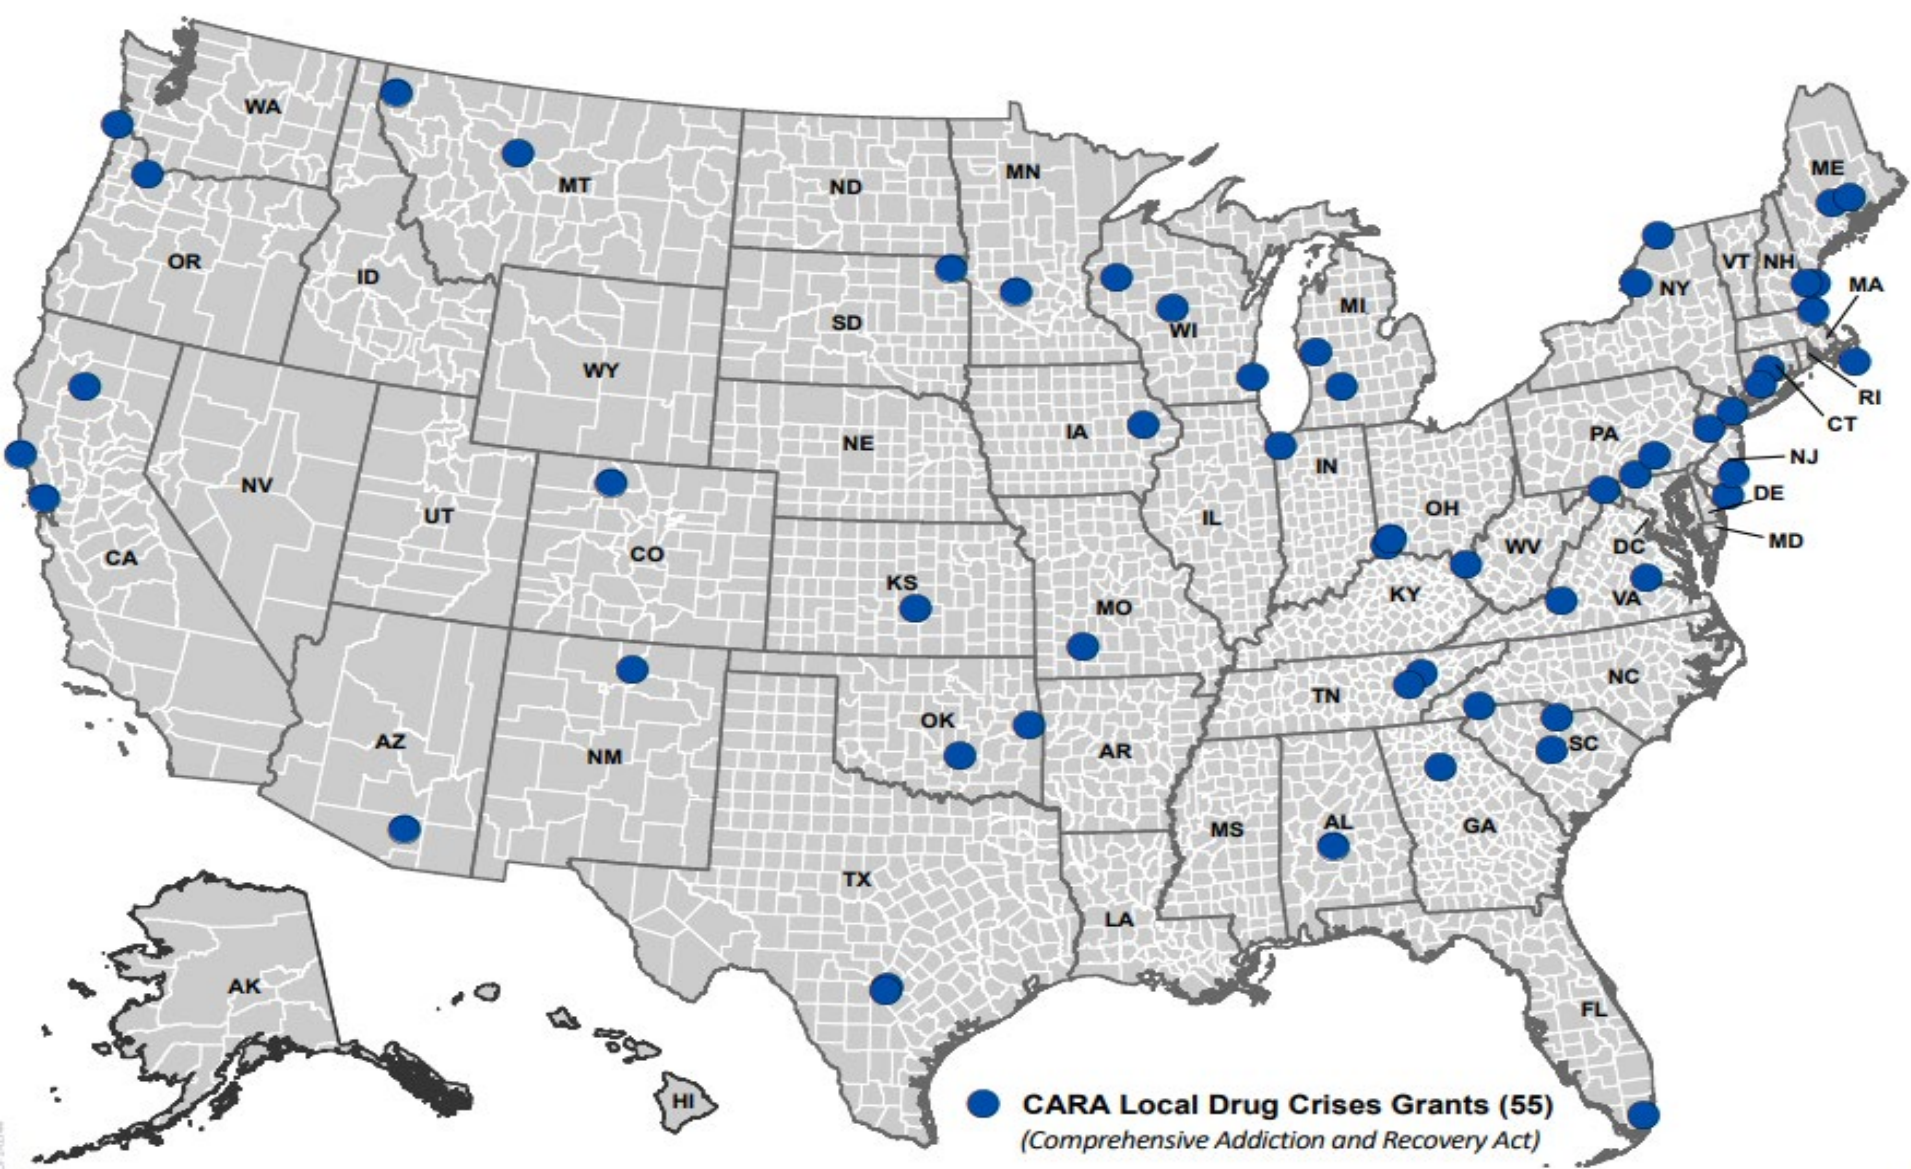 WA
MT
ND
MN
ME
OR
ID
SD
WI
MI
NY
VT
NH
MA
WY
RI
CT
NE
IA
PA
NJ
NV
UT
CO
IL
IN
OH
DE
MD
DC
WV
VA
CA
KS
MO
KY
AZ
NM
OK
AR
TN
NC
SC
TX
LA
MS
AL
GA
FL
AK
HI
CARA Local Drug Crises Grants (55)
(Comprehensive Addiction and Recovery Act)